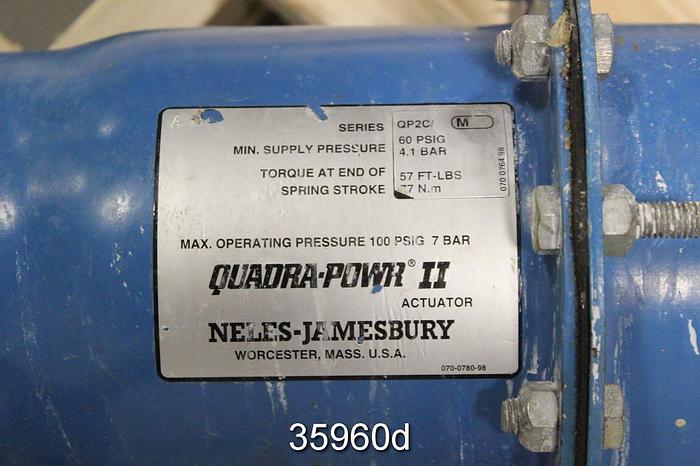 SERIES QP2C/ M
MIN. SUPPLY PRESSURE 60 PSIG
4.1 BAR
TORQUE AT END OF 57 FT-LBS
SPRING STROKE 77 N.m
070 0764 98
MAX. OPERATING PRESSURE 100 PSIG 7 BAR
QUADRA-POWR® II
ACTUATOR
NELES-JAMESBURY
WORCESTER, MASS. U.S.A.
070-0780-98
35960d